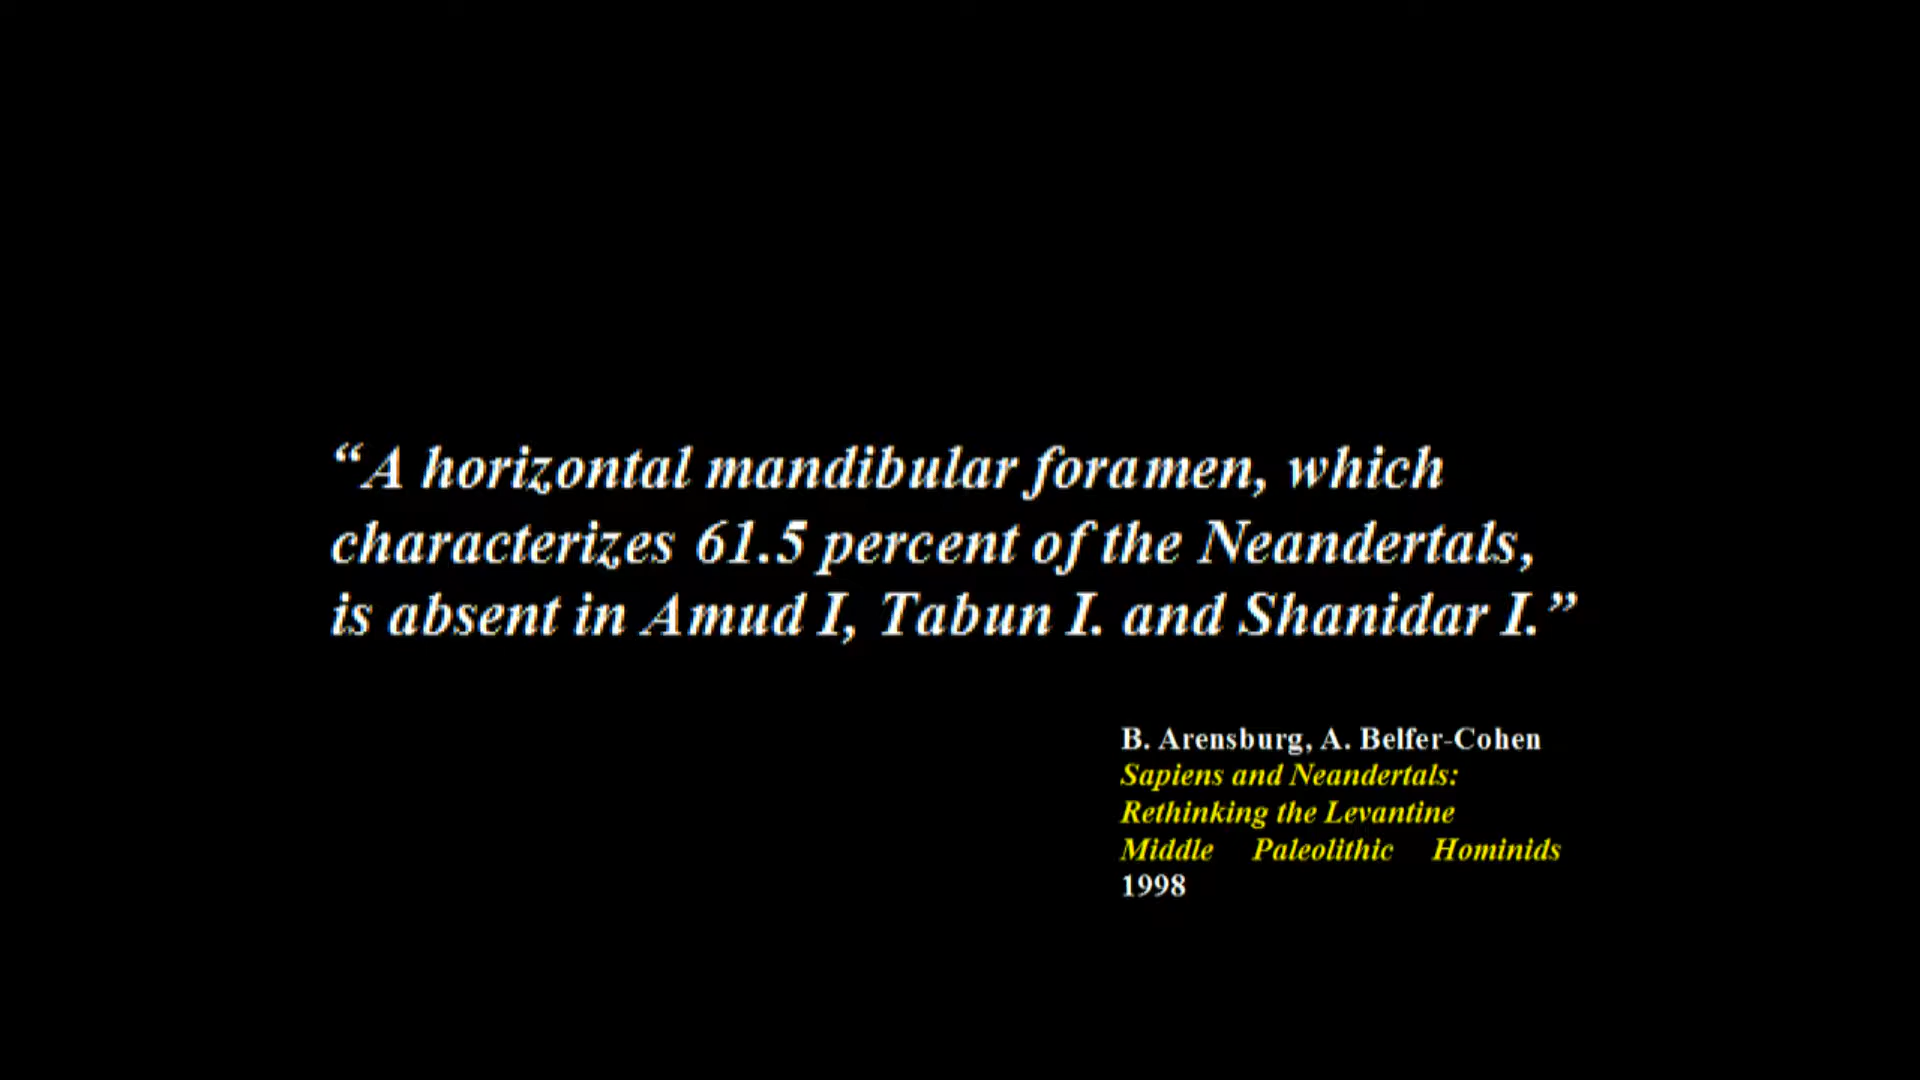 “A horizontal mandibular foramen, which
characterizes 61.5 percent of the Neandertals,
is absent in Amud I, Tabun I. and Shanidar I.”
B. Arensburg, A. Belfer-Cohen
Sapiens and Neandertals:
Rethinking the Levantine
Middle Paleolithic Hominids
1998